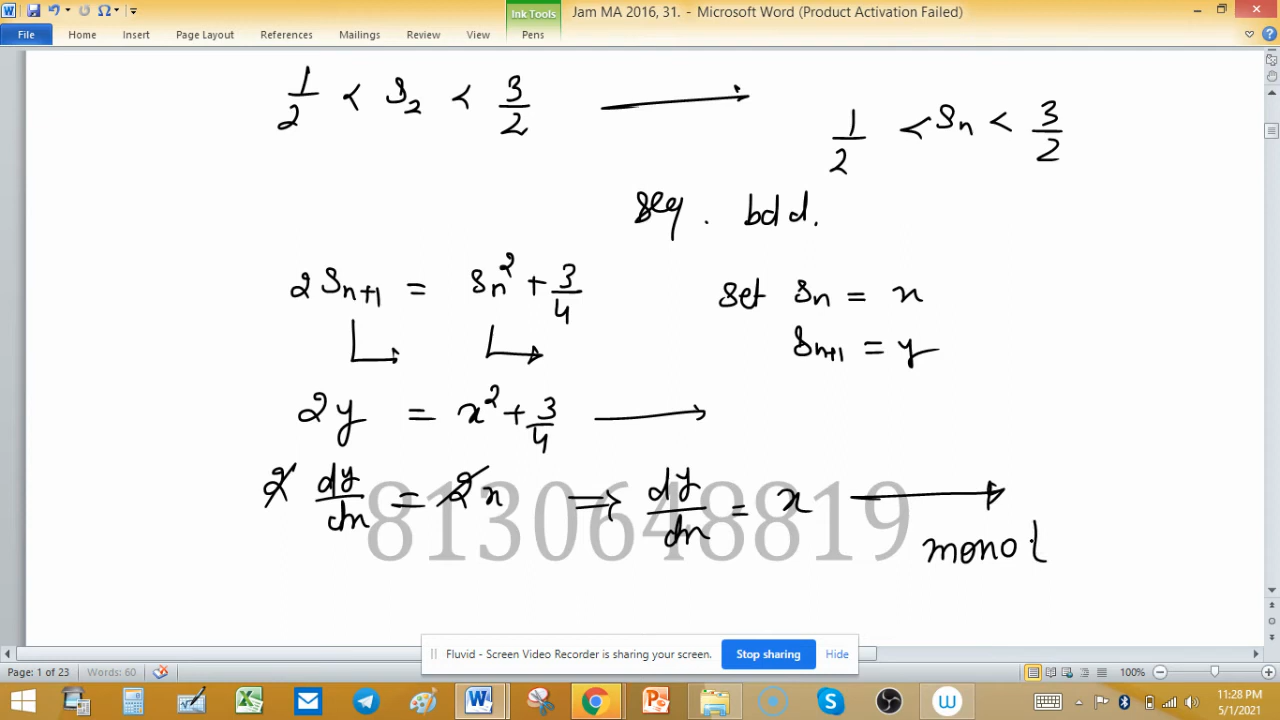 Jam MA 2016, 31. - Microsoft Word (Product Activation Failed)
Ink Tools
File Home Insert Page Layout References Mailings Review View Pens
1/2 < s₂ < 3/2 ⟶ 1/2 < sₙ < 3/2
seq. bdd.
2 sₙ₊₁ = sₙ² + 3/4 set sₙ = x
sₙ₊₁ = y
2y = x² + 3/4 ⟶
2 dy/dx = 2x ⟹ dy/dx = x ⟶
monot
8130648819
Fluvid - Screen Video Recorder is sharing your screen. Stop sharing Hide
Page: 1 of 23 Words: 60 100%
11:28 PM
5/1/2021